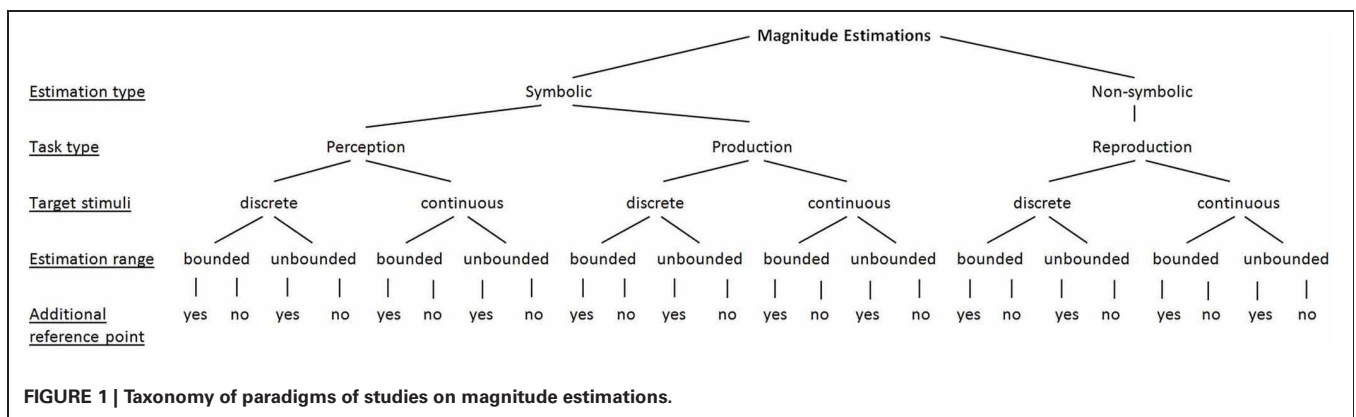 Magnitude Estimations
Estimation type Symbolic Non-symbolic
Task type Perception Production Reproduction
Target stimuli discrete continuous discrete continuous discrete continuous
Estimation range bounded unbounded bounded unbounded bounded unbounded bounded unbounded bounded unbounded bounded unbounded
Additional yes no yes no yes no yes no yes no yes no yes no yes no yes no yes no yes no yes no
reference point
FIGURE 1 | Taxonomy of paradigms of studies on magnitude estimations.